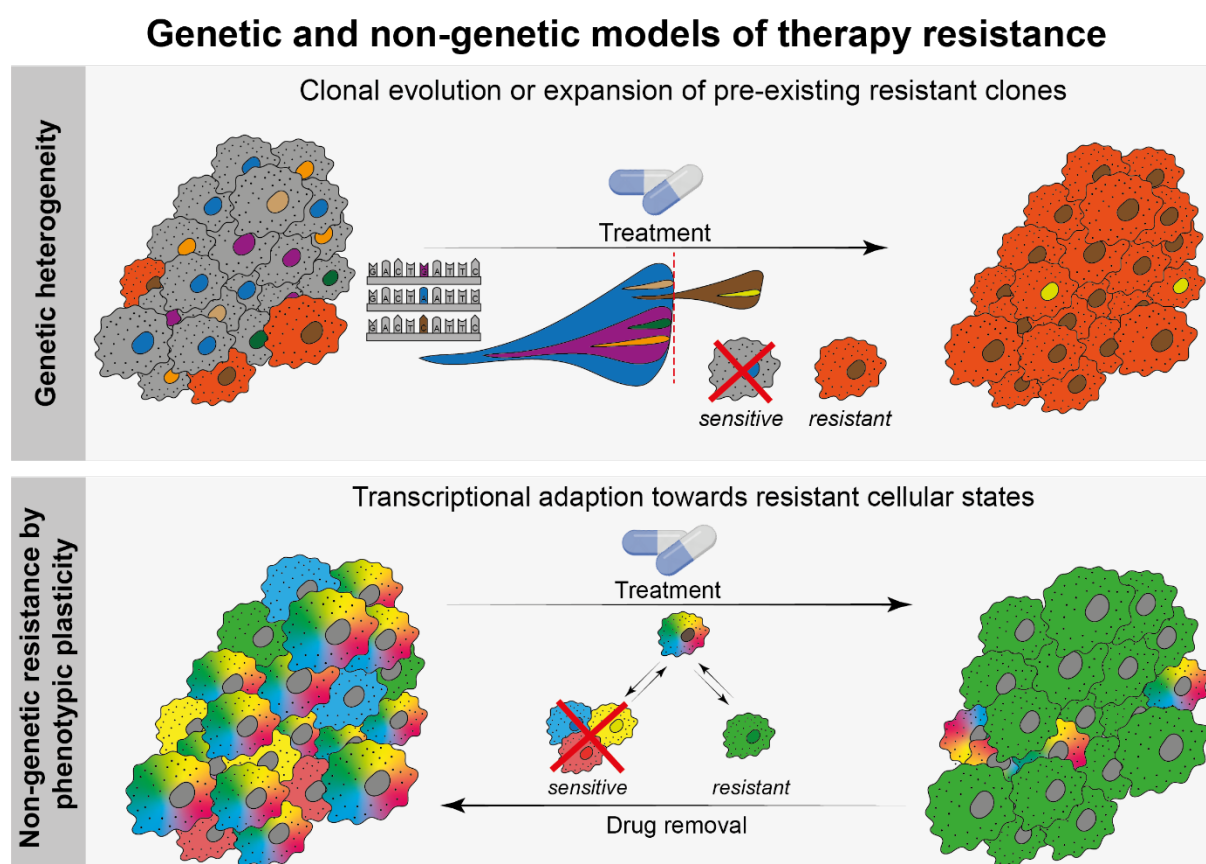 Genetic and non-genetic models of therapy resistance
Genetic heterogeneity
Clonal evolution or expansion of pre-existing resistant clones
Treatment
G A C T G A T T C
G A C T A A T T C
G A C T C A T T C
sensitive
resistant
Non-genetic resistance by
phenotypic plasticity
Transcriptional adaption towards resistant cellular states
Treatment
sensitive
resistant
Drug removal